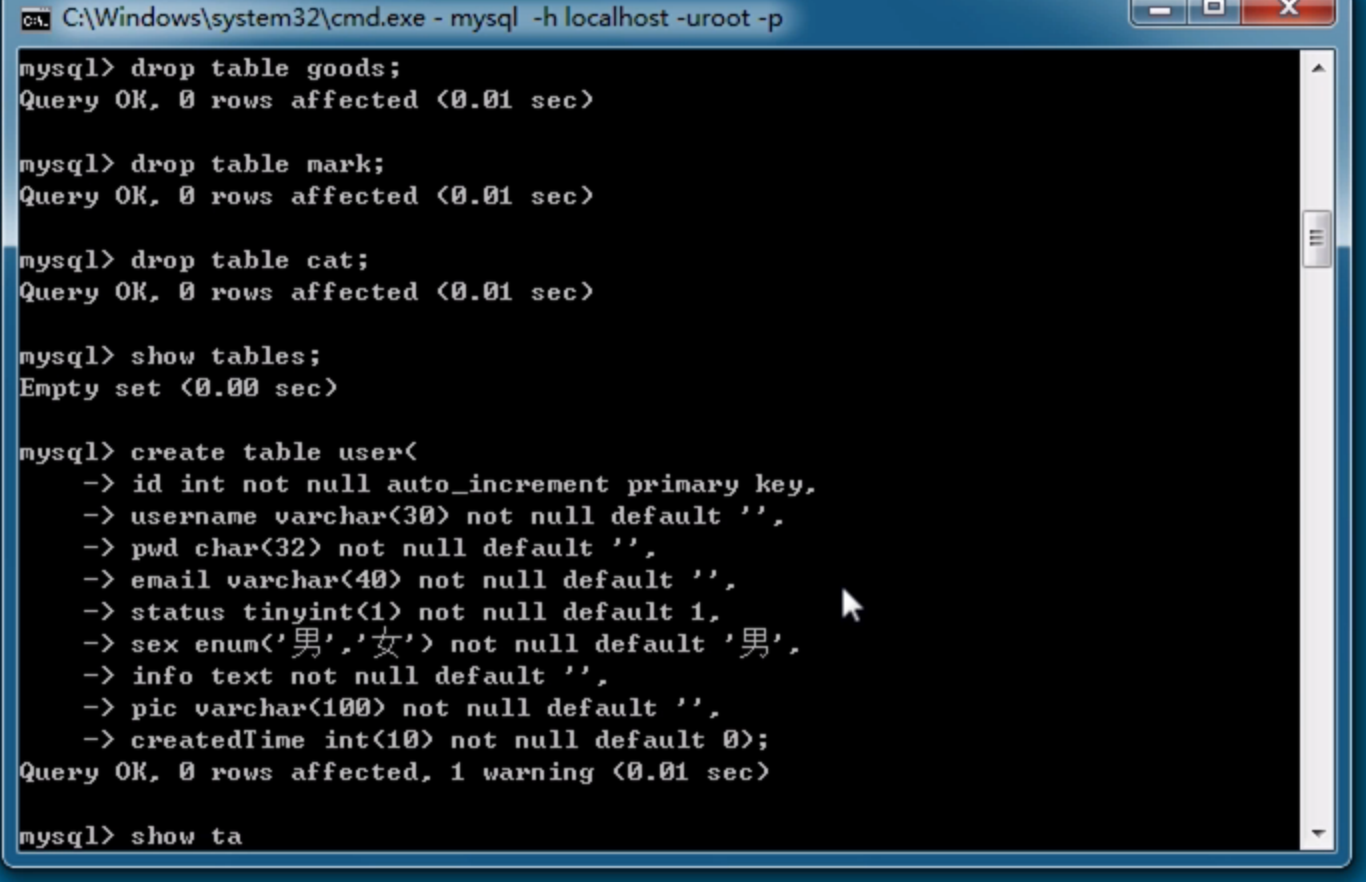 C:\Windows\system32\cmd.exe - mysql  -h localhost -uroot -p
mysql> drop table goods;
Query OK, 0 rows affected (0.01 sec)
mysql> drop table mark;
Query OK, 0 rows affected (0.01 sec)
mysql> drop table cat;
Query OK, 0 rows affected (0.01 sec)
mysql> show tables;
Empty set (0.00 sec)
mysql> create table user(
    -> id int not null auto_increment primary key,
    -> username varchar(30) not null default '',
    -> pwd char(32) not null default '',
    -> email varchar(40) not null default '',
    -> status tinyint(1) not null default 1,
    -> sex enum('男','女') not null default '男',
    -> info text not null default '',
    -> pic varchar(100) not null default '',
    -> createdTime int(10) not null default 0);
Query OK, 0 rows affected, 1 warning (0.01 sec)
mysql> show ta